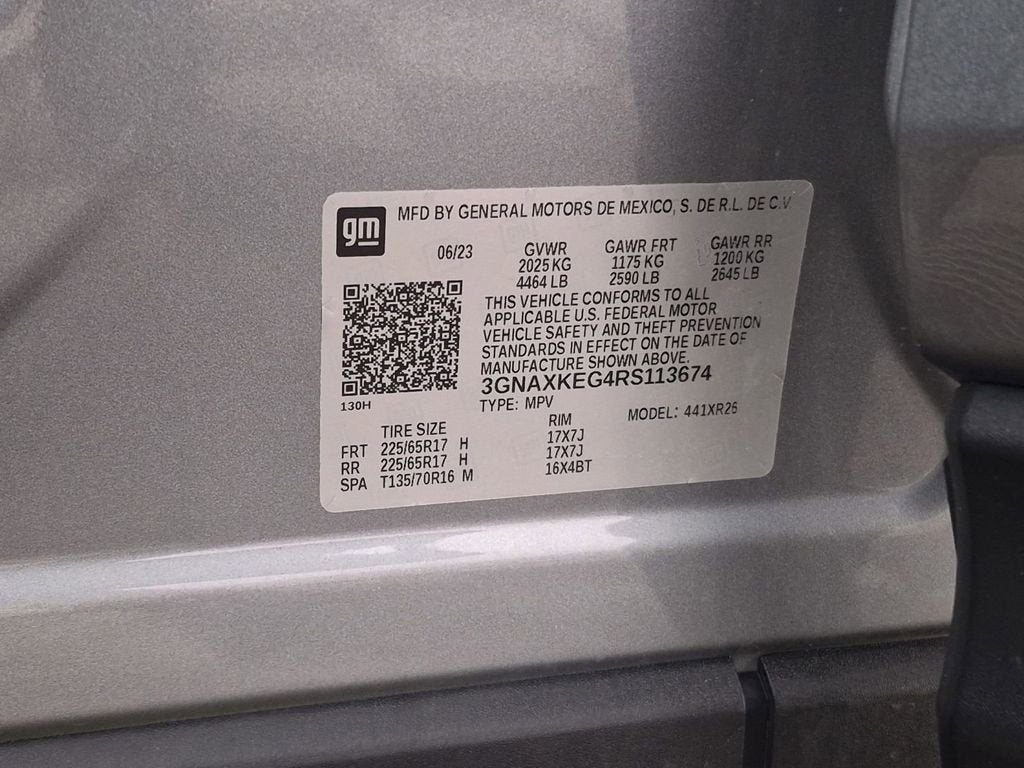 gm
MFD BY GENERAL MOTORS DE MEXICO, S. DE R.L. DE C.V.
06/23
GVWR GAWR FRT GAWR RR
2025 KG 1175 KG 1200 KG
4464 LB 2590 LB 2645 LB
THIS VEHICLE CONFORMS TO ALL
APPLICABLE U.S. FEDERAL MOTOR
VEHICLE SAFETY AND THEFT PREVENTION
STANDARDS IN EFFECT ON THE DATE OF
MANUFACTURE SHOWN ABOVE.
3GNAXKEG4RS113674
130H
TYPE: MPV MODEL: 441XR26
TIRE SIZE RIM
FRT 225/65R17 H 17X7J
RR 225/65R17 H 17X7J
SPA T135/70R16 M 16X4BT